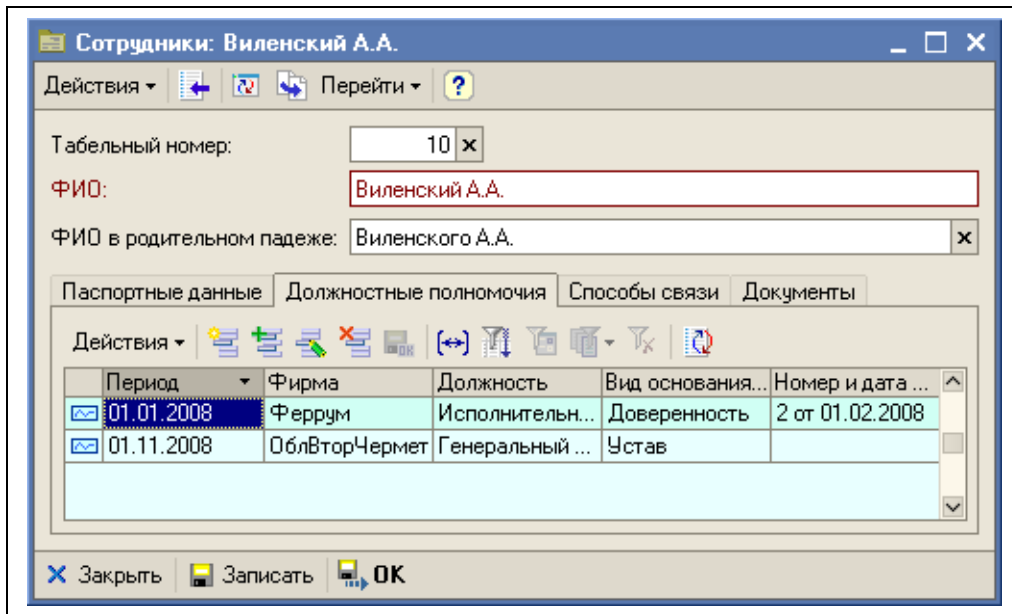 Сотрудники: Виленский А.А.
Действия Перейти ?
Табельный номер: 10
ФИО: Виленский А.А.
ФИО в родительном падеже: Виленского А.А.
Паспортные данные Должностные полномочия Способы связи Документы
Действия
Период Фирма Должность Вид основания... Номер и дата ...
01.01.2008 Феррум Исполнительн... Доверенность 2 от 01.02.2008
01.11.2008 ОблВторЧермет Генеральный ... Устав
Закрыть Записать OK